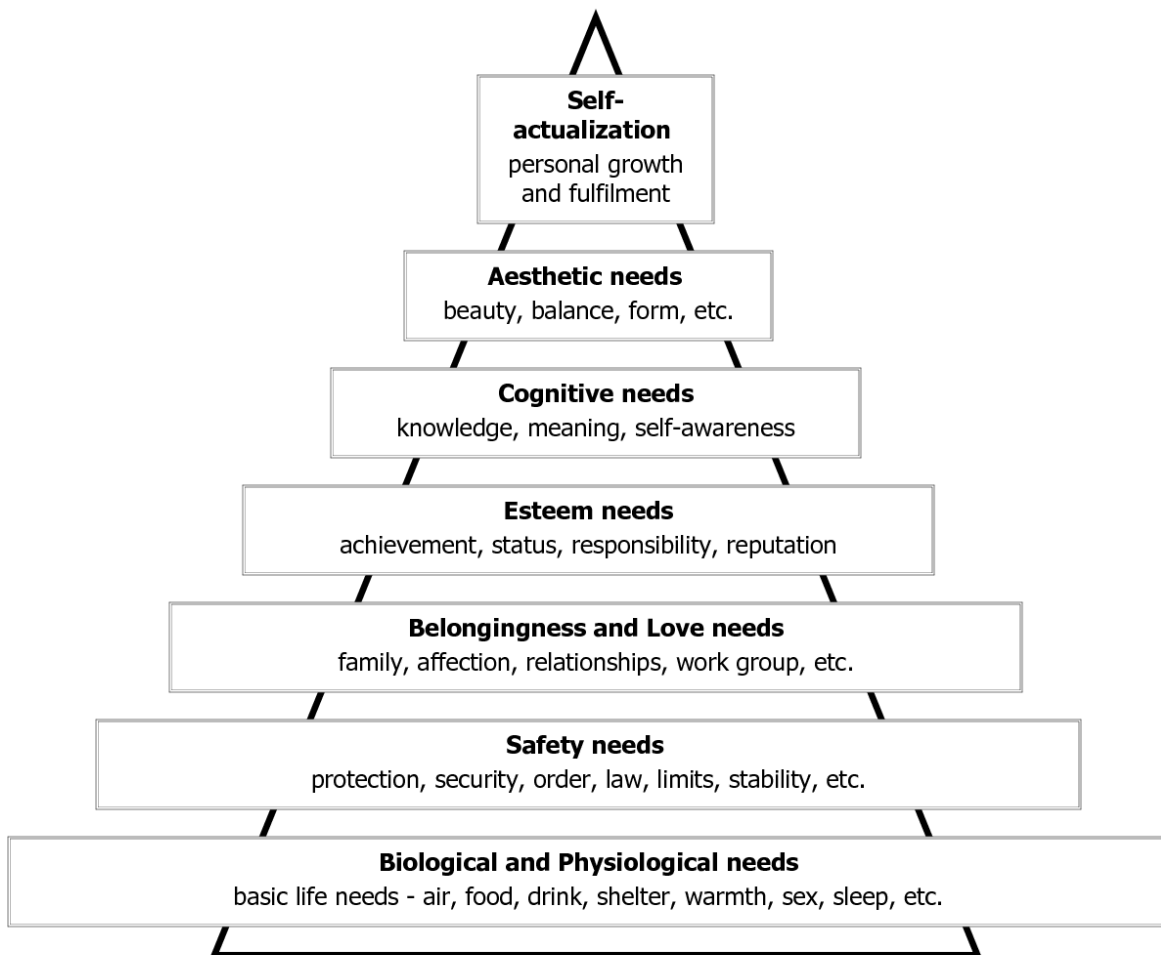 Self-
actualization
personal growth
and fulfilment
Aesthetic needs
beauty, balance, form, etc.
Cognitive needs
knowledge, meaning, self-awareness
Esteem needs
achievement, status, responsibility, reputation
Belongingness and Love needs
family, affection, relationships, work group, etc.
Safety needs
protection, security, order, law, limits, stability, etc.
Biological and Physiological needs
basic life needs - air, food, drink, shelter, warmth, sex, sleep, etc.